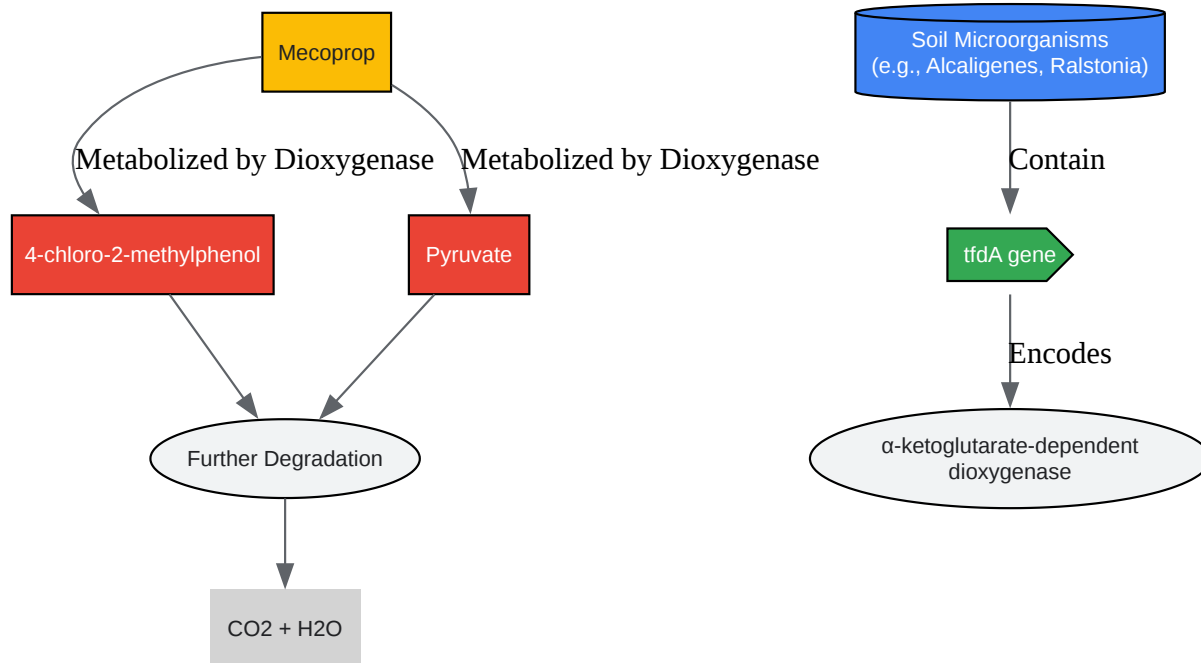 Mecoprop
Metabolized by Dioxygenase
Metabolized by Dioxygenase
4-chloro-2-methylphenol
Pyruvate
Further Degradation
CO2 + H2O
Soil Microorganisms
(e.g., Alcaligenes, Ralstonia)
Contain
tfdA gene
Encodes
α-ketoglutarate-dependent
dioxygenase